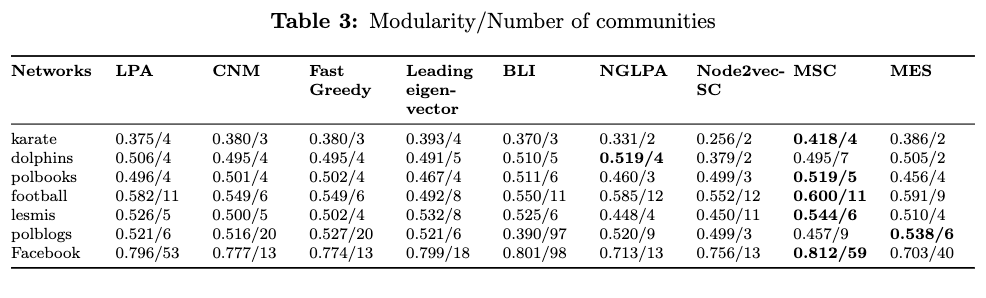 Table 3: Modularity/Number of communities
Networks LPA CNM Fast Greedy Leading eigen-vector BLI NGLPA Node2vec-SC MSC MES
karate 0.375/4 0.380/3 0.380/3 0.393/4 0.370/3 0.331/2 0.256/2 0.418/4 0.386/2
dolphins 0.506/4 0.495/4 0.495/4 0.491/5 0.510/5 0.519/4 0.379/2 0.495/7 0.505/2
polbooks 0.496/4 0.501/4 0.502/4 0.467/4 0.511/6 0.460/3 0.499/3 0.519/5 0.456/4
football 0.582/11 0.549/6 0.549/6 0.492/8 0.550/11 0.585/12 0.552/12 0.600/11 0.591/9
lesmis 0.526/5 0.500/5 0.502/4 0.532/8 0.525/6 0.448/4 0.450/11 0.544/6 0.510/4
polblogs 0.521/6 0.516/20 0.527/20 0.521/6 0.390/97 0.520/9 0.499/3 0.457/9 0.538/6
Facebook 0.796/53 0.777/13 0.774/13 0.799/18 0.801/98 0.713/13 0.756/13 0.812/59 0.703/40